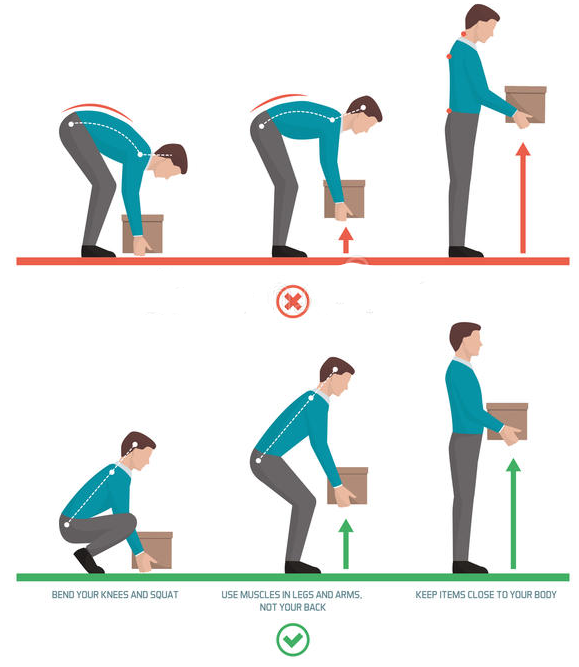 BEND YOUR KNEES AND SQUAT
USE MUSCLES IN LEGS AND ARMS,
NOT YOUR BACK
KEEP ITEMS CLOSE TO YOUR BODY